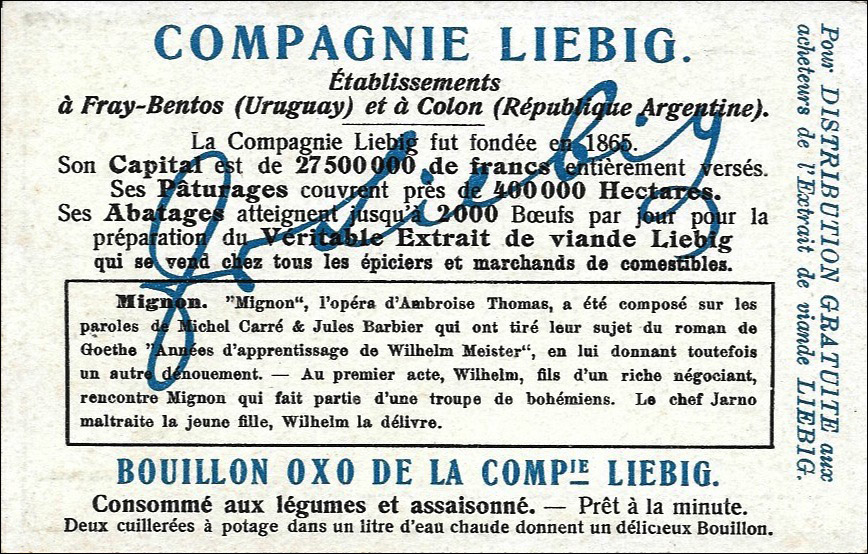 COMPAGNIE LIEBIG.
Établissements
à Fray-Bentos (Uruguay) et à Colon (République Argentine).
La Compagnie Liebig fut fondée en 1865.
Son Capital est de 27500000 de francs entièrement versés.
Ses Pâturages couvrent près de 400000 Hectares.
Ses Abatages atteignent jusqu'à 2000 Bœufs par jour pour la
préparation du Véritable Extrait de viande Liebig
qui se vend chez tous les épiciers et marchands de comestibles.
J. v. Liebig
Mignon. "Mignon", l'opéra d'Ambroise Thomas, a été composé sur les
paroles de Michel Carré & Jules Barbier qui ont tiré leur sujet du roman de
Goethe "Années d'apprentissage de Wilhelm Meister", en lui donnant toutefois
un autre dénouement. — Au premier acte, Wilhelm, fils d'un riche négociant,
rencontre Mignon qui fait partie d'une troupe de bohémiens. Le chef Jarno
maltraite la jeune fille, Wilhelm la délivre.
BOUILLON OXO DE LA COMPIE LIEBIG.
Consommé aux légumes et assaisonné. — Prêt à la minute.
Deux cuillerées à potage dans un litre d'eau chaude donnent un délicieux Bouillon.
Pour DISTRIBUTION GRATUITE aux
acheteurs de l'Extrait de viande LIEBIG.